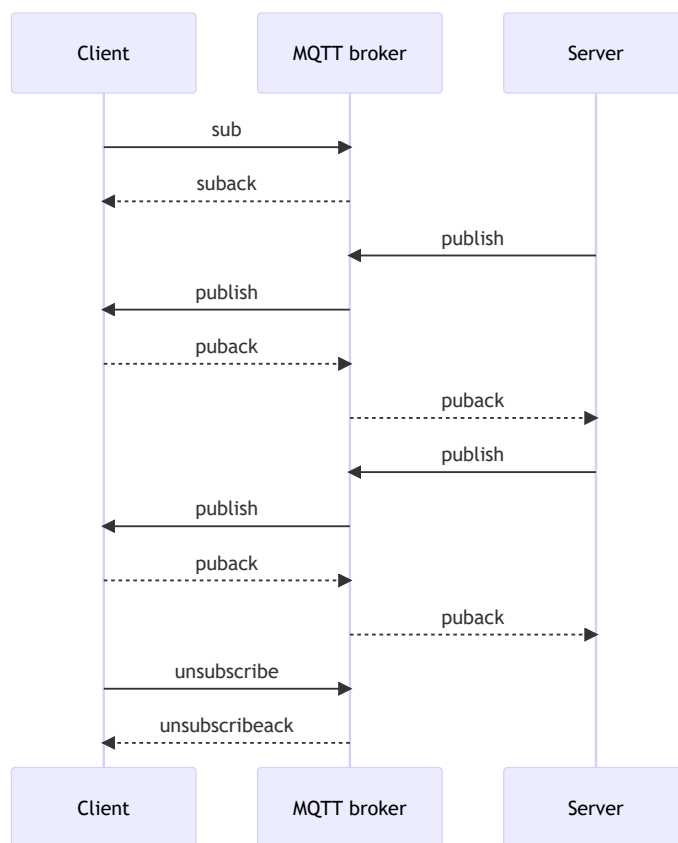 Client
MQTT broker
Server
sub
suback
publish
publish
puback
puback
publish
publish
puback
puback
unsubscribe
unsubscribeack
Client
MQTT broker
Server